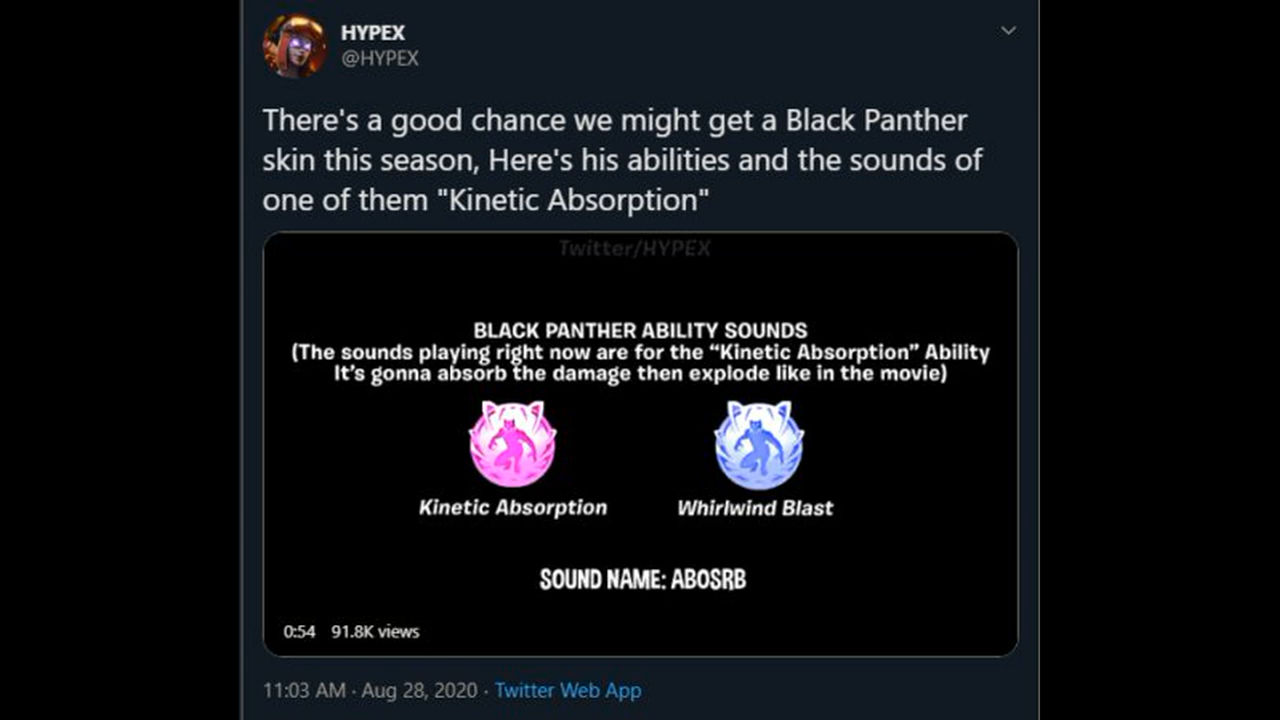 HYPEX
@HYPEX
There's a good chance we might get a Black Panther
skin this season, Here's his abilities and the sounds of
one of them "Kinetic Absorption"
Twitter/HYPEX
BLACK PANTHER ABILITY SOUNDS
(The sounds playing right now are for the “Kinetic Absorption” Ability
It's gonna absorb the damage then explode like in the movie)
Kinetic Absorption Whirlwind Blast
SOUND NAME: ABOSRB
0:54 91.8K views
11:03 AM · Aug 28, 2020 · Twitter Web App